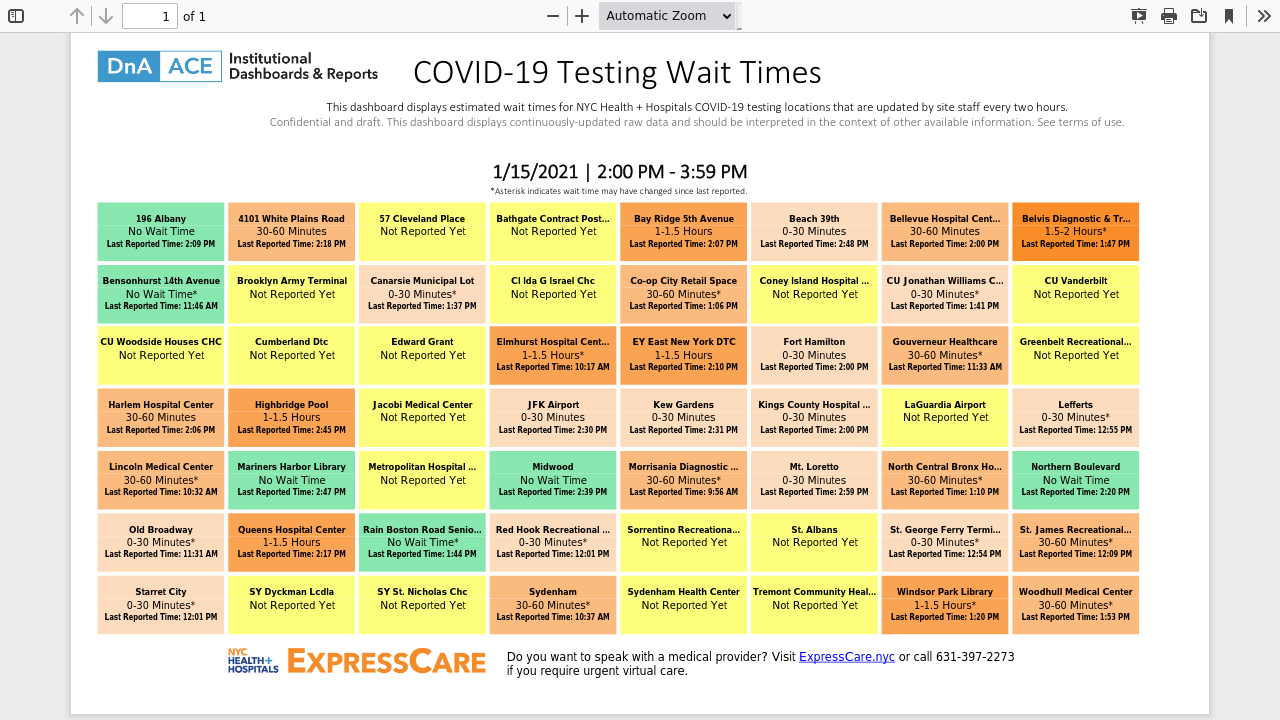 1 of 1 Automatic Zoom
DnA ACE Institutional Dashboards & Reports
COVID-19 Testing Wait Times
This dashboard displays estimated wait times for NYC Health + Hospitals COVID-19 testing locations that are updated by site staff every two hours.
Confidential and draft. This dashboard displays continuously-updated raw data and should be interpreted in the context of other available information. See terms of use.
1/15/2021 | 2:00 PM - 3:59 PM
*Asterisk indicates wait time may have changed since last reported.
196 Albany
No Wait Time
Last Reported Time: 2:09 PM
4101 White Plains Road
30-60 Minutes
Last Reported Time: 2:18 PM
57 Cleveland Place
Not Reported Yet
Bathgate Contract Post...
Not Reported Yet
Bay Ridge 5th Avenue
1-1.5 Hours
Last Reported Time: 2:07 PM
Beach 39th
0-30 Minutes
Last Reported Time: 2:48 PM
Bellevue Hospital Cent...
30-60 Minutes
Last Reported Time: 2:00 PM
Belvis Diagnostic & Tr...
1.5-2 Hours*
Last Reported Time: 1:47 PM
Bensonhurst 14th Avenue
No Wait Time*
Last Reported Time: 11:46 AM
Brooklyn Army Terminal
Not Reported Yet
Canarsie Municipal Lot
0-30 Minutes*
Last Reported Time: 1:37 PM
CI Ida G Israel Chc
Not Reported Yet
Co-op City Retail Space
30-60 Minutes*
Last Reported Time: 1:06 PM
Coney Island Hospital ...
Not Reported Yet
CU Jonathan Williams C...
0-30 Minutes*
Last Reported Time: 1:41 PM
CU Vanderbilt
Not Reported Yet
CU Woodside Houses CHC
Not Reported Yet
Cumberland Dtc
Not Reported Yet
Edward Grant
Not Reported Yet
Elmhurst Hospital Cent...
1-1.5 Hours*
Last Reported Time: 10:17 AM
EY East New York DTC
1-1.5 Hours
Last Reported Time: 2:10 PM
Fort Hamilton
0-30 Minutes
Last Reported Time: 2:00 PM
Gouverneur Healthcare
30-60 Minutes*
Last Reported Time: 11:33 AM
Greenbelt Recreational...
Not Reported Yet
Harlem Hospital Center
30-60 Minutes
Last Reported Time: 2:06 PM
Highbridge Pool
1-1.5 Hours
Last Reported Time: 2:45 PM
Jacobi Medical Center
Not Reported Yet
JFK Airport
0-30 Minutes
Last Reported Time: 2:30 PM
Kew Gardens
0-30 Minutes
Last Reported Time: 2:31 PM
Kings County Hospital ...
0-30 Minutes
Last Reported Time: 2:00 PM
LaGuardia Airport
Not Reported Yet
Lefferts
0-30 Minutes*
Last Reported Time: 12:55 PM
Lincoln Medical Center
30-60 Minutes*
Last Reported Time: 10:32 AM
Mariners Harbor Library
No Wait Time
Last Reported Time: 2:47 PM
Metropolitan Hospital ...
Not Reported Yet
Midwood
No Wait Time
Last Reported Time: 2:39 PM
Morrisania Diagnostic ...
30-60 Minutes*
Last Reported Time: 9:56 AM
Mt. Loretto
0-30 Minutes
Last Reported Time: 2:59 PM
North Central Bronx Ho...
30-60 Minutes*
Last Reported Time: 1:10 PM
Northern Boulevard
No Wait Time
Last Reported Time: 2:20 PM
Old Broadway
0-30 Minutes*
Last Reported Time: 11:31 AM
Queens Hospital Center
1-1.5 Hours
Last Reported Time: 2:17 PM
Rain Boston Road Senio...
No Wait Time*
Last Reported Time: 1:44 PM
Red Hook Recreational ...
0-30 Minutes*
Last Reported Time: 12:01 PM
Sorrentino Recreationa...
Not Reported Yet
St. Albans
Not Reported Yet
St. George Ferry Termi...
0-30 Minutes*
Last Reported Time: 12:54 PM
St. James Recreational...
30-60 Minutes*
Last Reported Time: 12:09 PM
Starret City
0-30 Minutes*
Last Reported Time: 12:01 PM
SY Dyckman Lcdla
Not Reported Yet
SY St. Nicholas Chc
Not Reported Yet
Sydenham
30-60 Minutes*
Last Reported Time: 10:37 AM
Sydenham Health Center
Not Reported Yet
Tremont Community Heal...
Not Reported Yet
Windsor Park Library
1-1.5 Hours*
Last Reported Time: 1:20 PM
Woodhull Medical Center
30-60 Minutes*
Last Reported Time: 1:53 PM
NYC
HEALTH+
HOSPITALS
EXPRESSCARE
Do you want to speak with a medical provider? Visit ExpressCare.nyc or call 631-397-2273
if you require urgent virtual care.